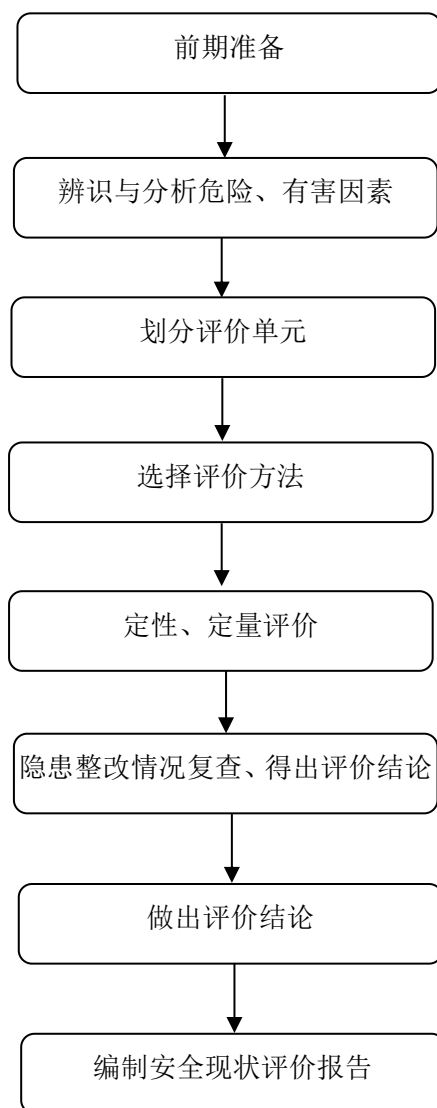 前期准备
辨识与分析危险、有害因素
划分评价单元
选择评价方法
定性、定量评价
隐患整改情况复查、得出评价结论
做出评价结论
编制安全现状评价报告